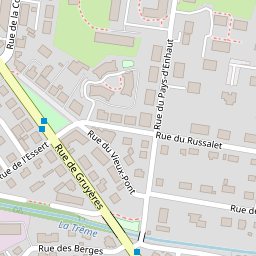 Rue de la Co
Rue du Pays-d'Enhaut
Rue du Russalet
Rue de l'Essert
Rue du Vieux-Pont
Rue de Gruyères
Rue de
La Trême
Rue des Berges